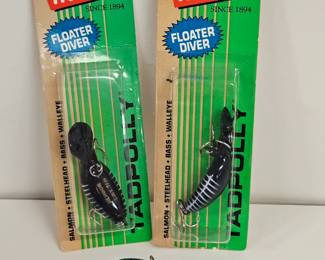 SINCE 1894
FLOATER
DIVER
SALMON • STEELHEAD • BASS • WALLEYE
TADPOLLY
SINCE 1894
FLOATER
DIVER
SALMON • STEELHEAD • BASS • WALLEYE
TADPOLLY